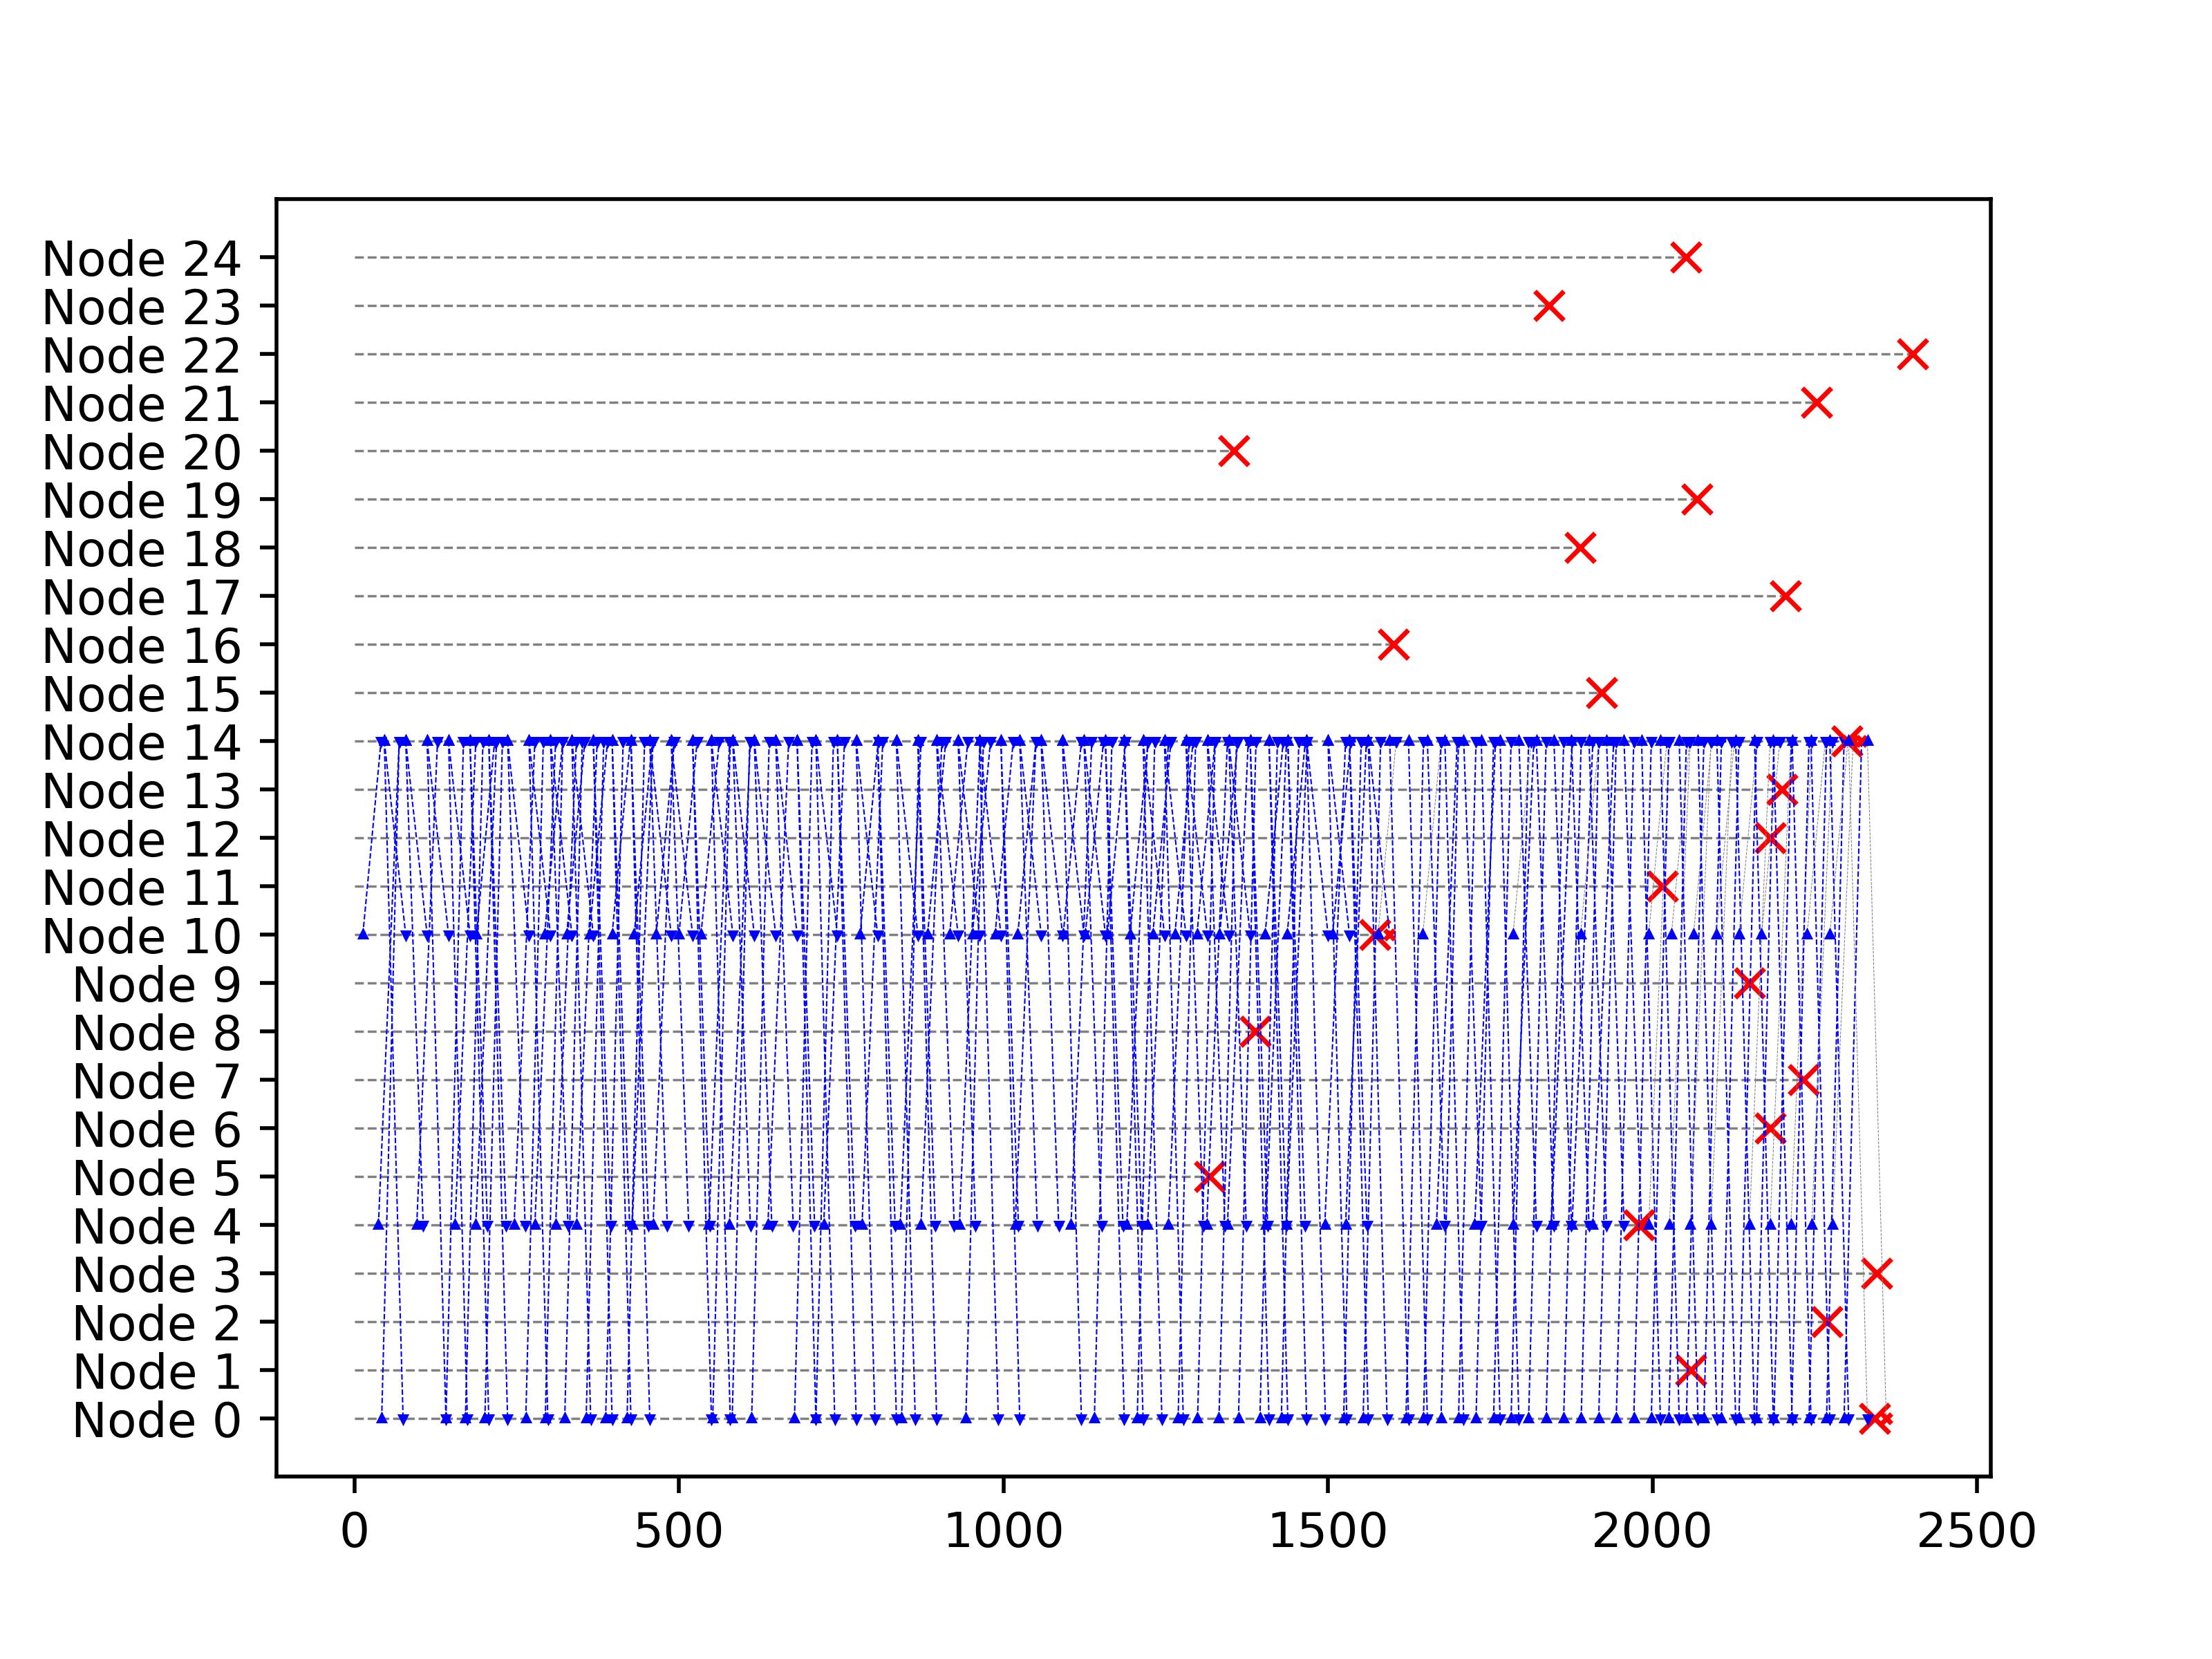 Node 24
Node 23
Node 22
Node 21
Node 20
Node 19
Node 18
Node 17
Node 16
Node 15
Node 14
Node 13
Node 12
Node 11
Node 10
Node 9
Node 8
Node 7
Node 6
Node 5
Node 4
Node 3
Node 2
Node 1
Node 0
0 500 1000 1500 2000 2500